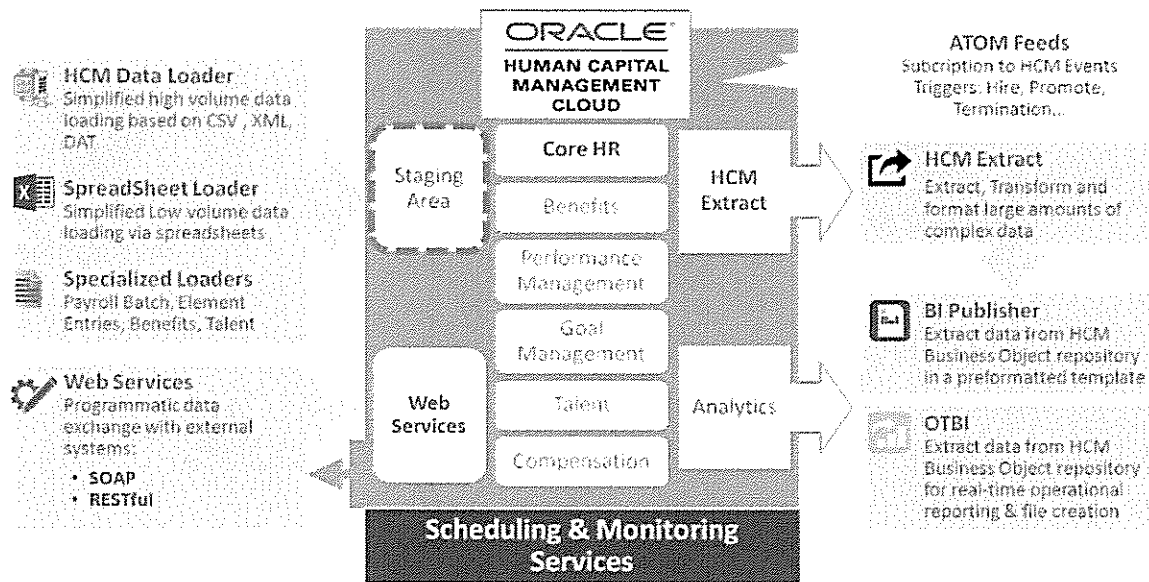 HCM Data Loader
Simplified high volume data
loading based on CSV , XML,
DAT
SpreadSheet Loader
Simplified Low volume data
loading via spreadsheets
Specialized Loaders
Payroll Batch, Element
Entries, Benefits, Talent
Web Services
Programmatic data
exchange with external
systems:
• SOAP
• RESTful
ORACLE
HUMAN CAPITAL
MANAGEMENT
CLOUD
Staging
Area
Web
Services
Core HR
Benefits
Performance
Management
Goal
Management
Talent
Compensation
HCM
Extract
Analytics
Scheduling & Monitoring
Services
ATOM Feeds
Subcription to HCM Events
Triggers: Hire, Promote,
Termination...
HCM Extract
Extract, Transform and
format large amounts of
complex data
BI Publisher
Extract data from HCM
Business Object repository
in a preformatted template
OTBI
Extract data from HCM
Business Object repository
for real-time operational
reporting & file creation